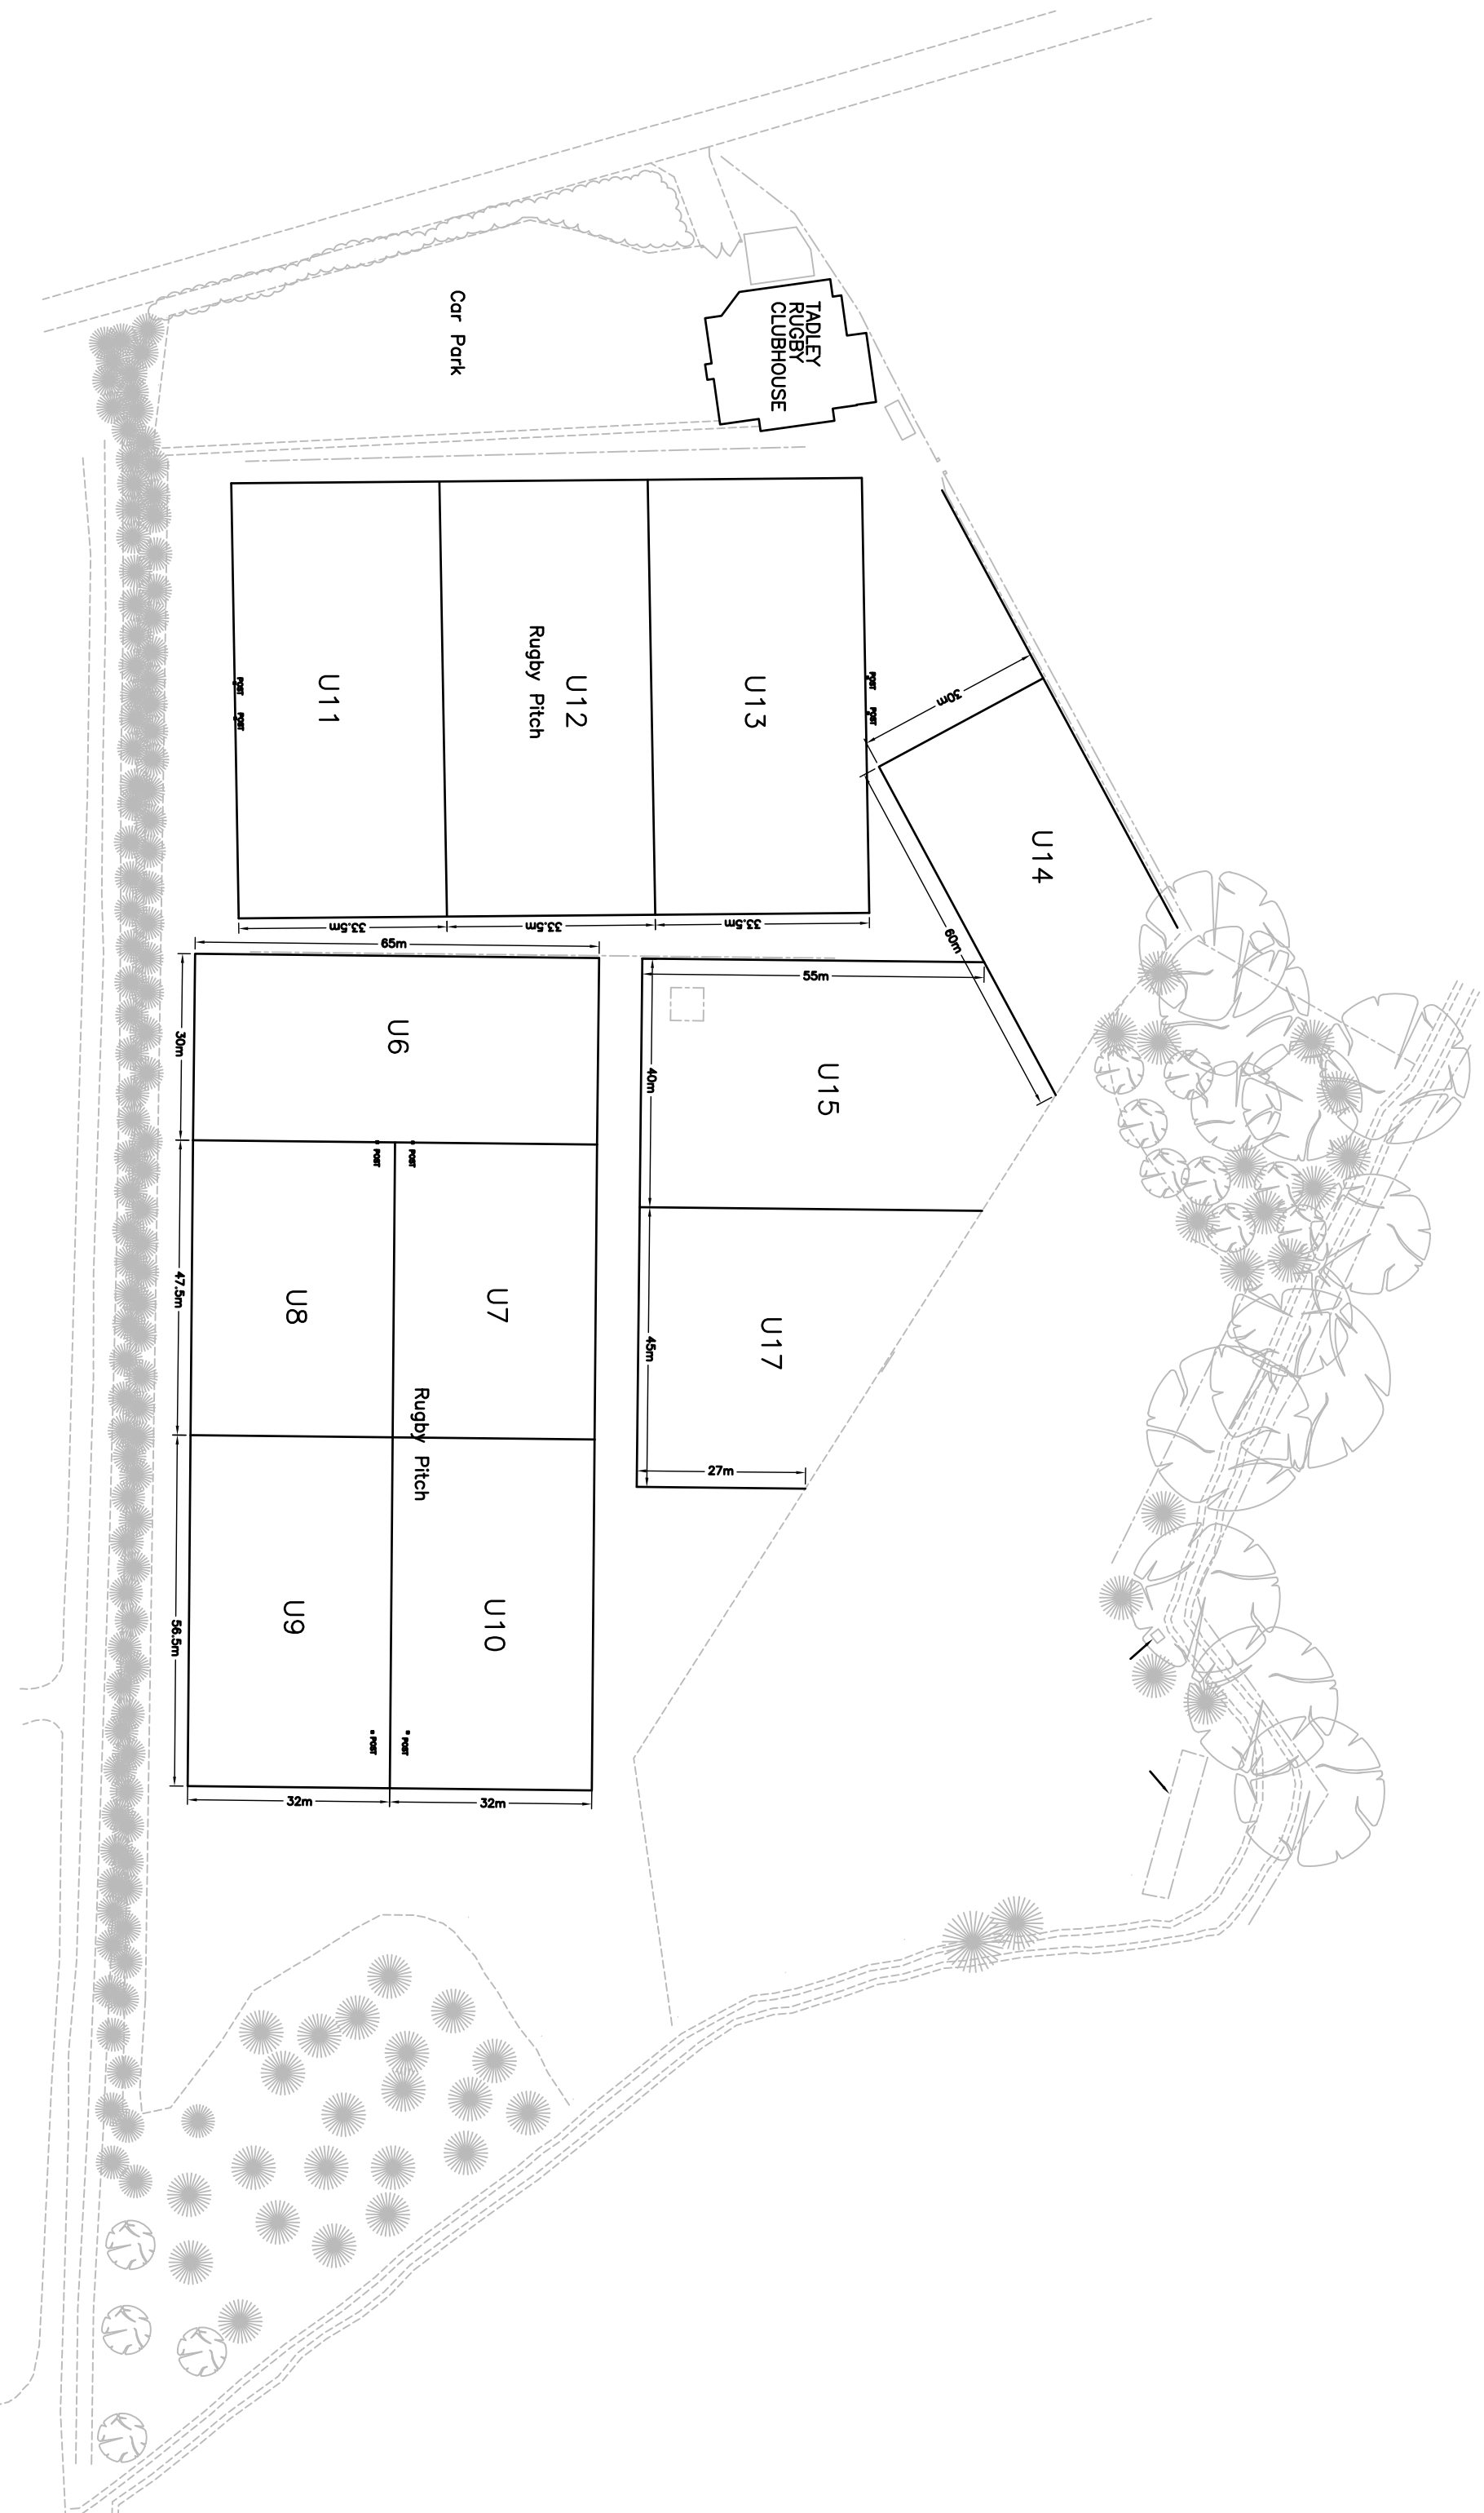 TADLEY
RUGBY
CLUBHOUSE
Car Park
U11
U12
Rugby Pitch
U13
POST
POST
POST
POST
30m
U14
60m
33.5m
33.5m
33.5m
65m
55m
U6
30m
U15
40m
POST
POST
U8
U7
47.5m
U17
45m
27m
Rugby Pitch
U9
U10
56.5m
POST
POST
32m
32m